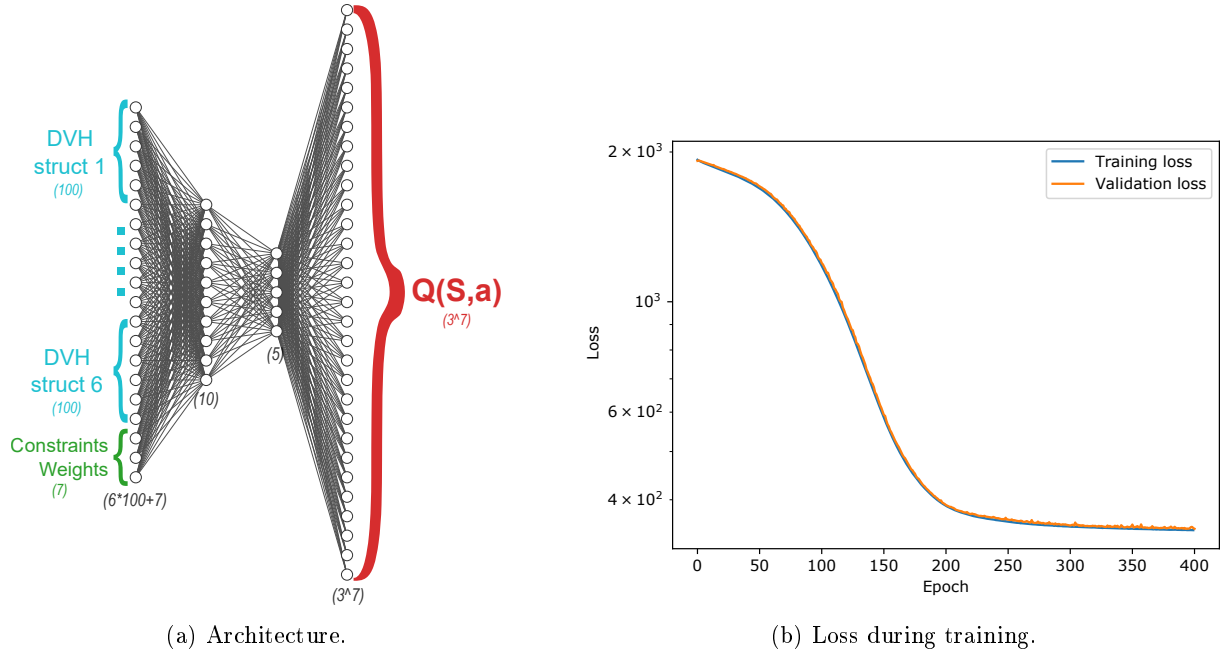 DVH
struct 1
(100)
DVH
struct 6
(100)
Constraints
Weights
(7)
(6*100+7)
(10)
(5)
Q(S,a)
(3^7)
(3^7)
(a) Architecture.
Training loss
Validation loss
2 × 10³
10³
6 × 10²
4 × 10²
Loss
0 50 100 150 200 250 300 350 400
Epoch
(b) Loss during training.